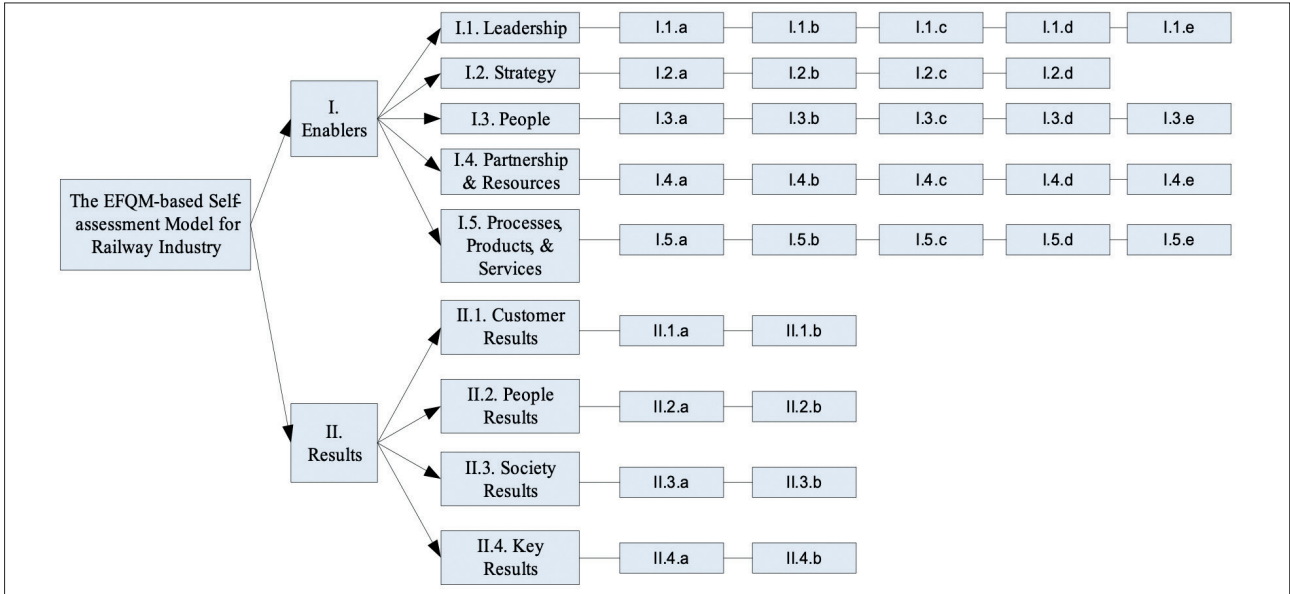 The EFQM-based Self-
assessment Model for
Railway Industry
I.
Enablers
I.1. Leadership
I.1.a
I.1.b
I.1.c
I.1.d
I.1.e
I.2. Strategy
I.2.a
I.2.b
I.2.c
I.2.d
I.3. People
I.3.a
I.3.b
I.3.c
I.3.d
I.3.e
I.4. Partnership
& Resources
I.4.a
I.4.b
I.4.c
I.4.d
I.4.e
I.5. Processes,
Products, &
Services
I.5.a
I.5.b
I.5.c
I.5.d
I.5.e
II.
Results
II.1. Customer
Results
II.1.a
II.1.b
II.2. People
Results
II.2.a
II.2.b
II.3. Society
Results
II.3.a
II.3.b
II.4. Key
Results
II.4.a
II.4.b